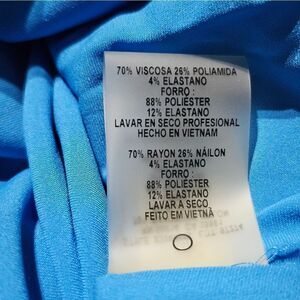 70% VISCOSA 26% POLIAMIDA
4% ELASTANO
FORRO :
88% POLIÉSTER
12% ELASTANO
LAVAR EN SECO PROFESIONAL
HECHO EN VIETNAM
70% RAYON 26% NÁILON
4% ELASTANO
FORRO :
88% POLIÉSTER
12% ELASTANO
LAVAR A SECO
FEITO EM VIETNÃ